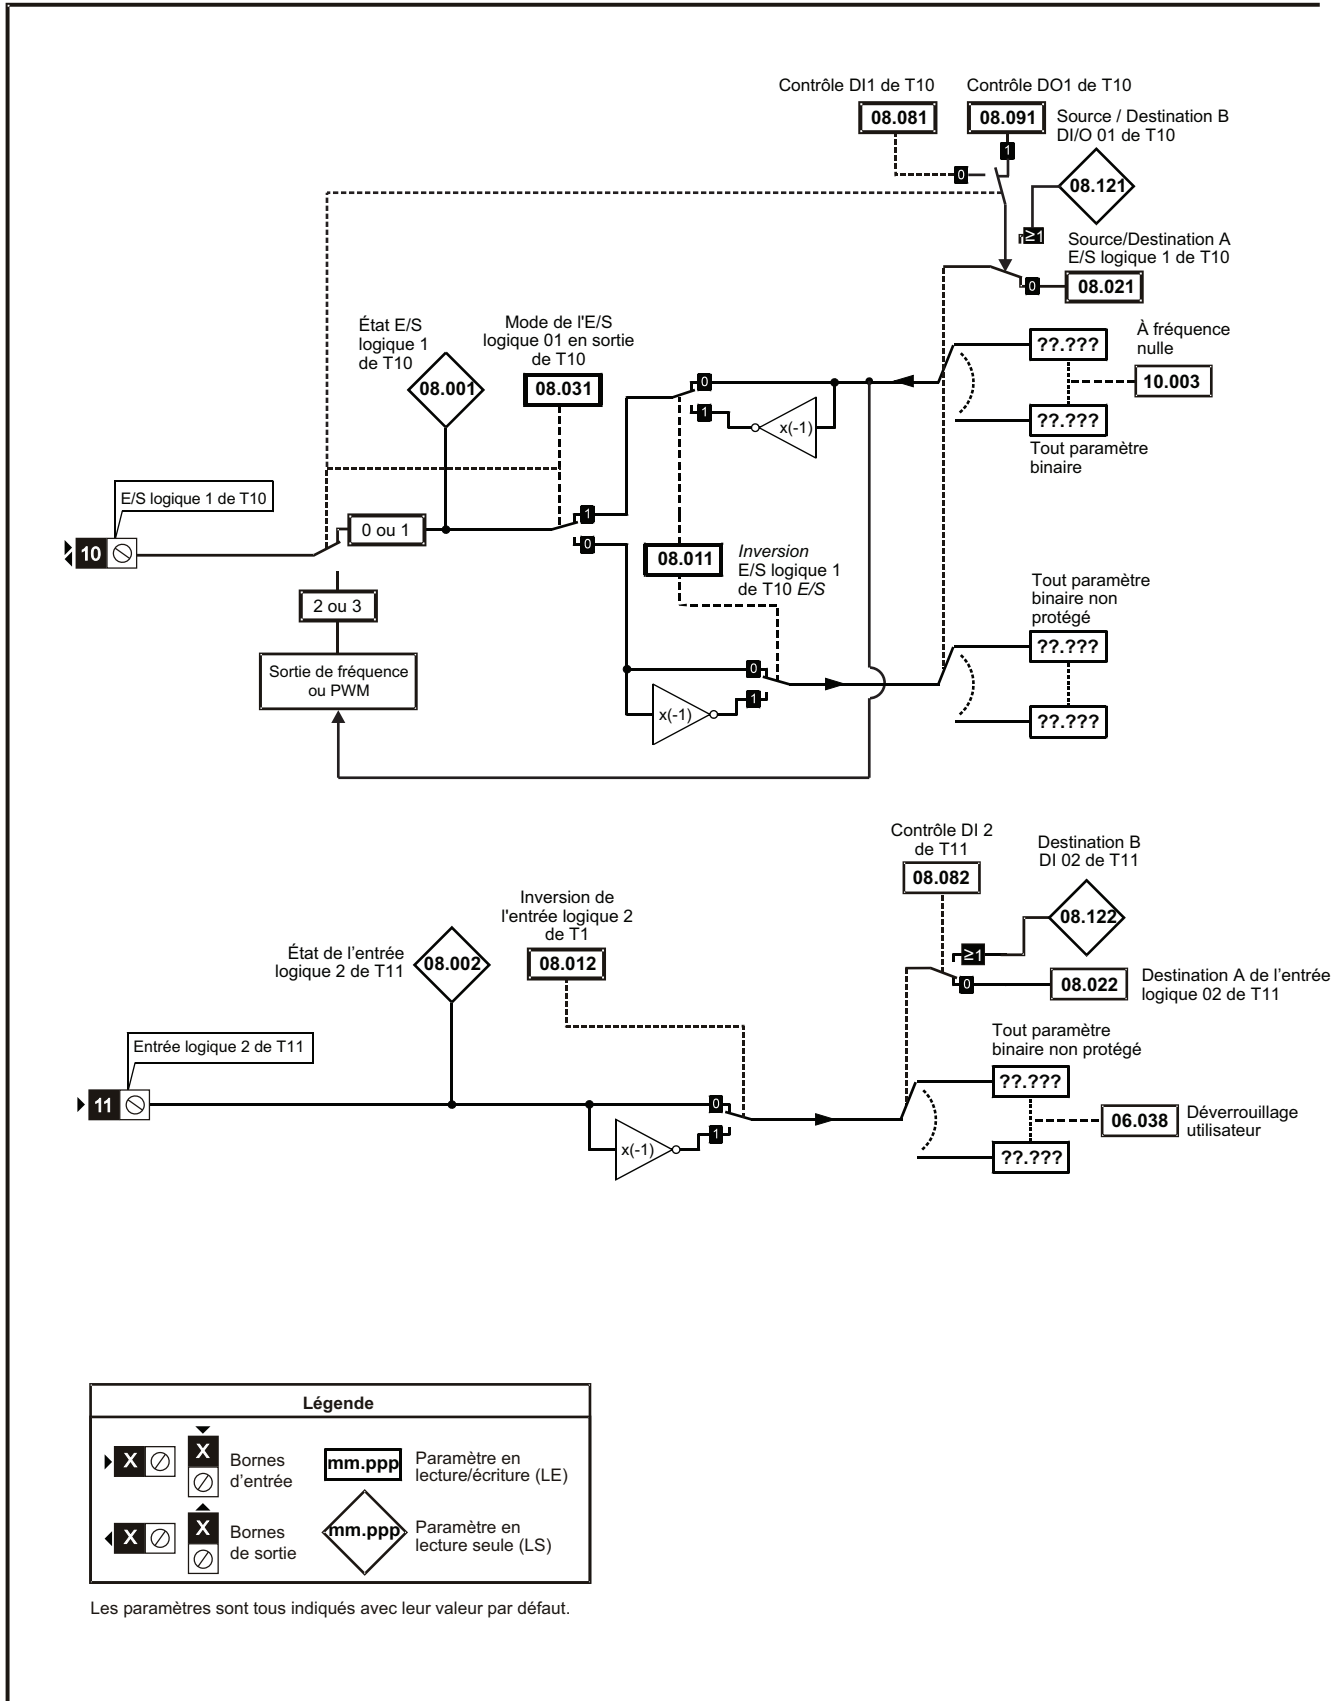 Contrôle DI1 de T10
Contrôle DO1 de T10
08.081
08.091
Source / Destination B
DI/O 01 de T10
1
0
08.121
≥1
Source/Destination A
E/S logique 1 de T10
0
08.021
État E/S
logique 1
de T10
08.001
Mode de l'E/S
logique 01 en sortie
de T10
08.031
0
1
x(-1)
??.???
À fréquence
nulle
10.003
??.???
Tout paramètre
binaire
E/S logique 1 de T10
10
0 ou 1
1
0
08.011
Inversion
E/S logique 1
de T10 E/S
2 ou 3
Sortie de fréquence
ou PWM
Tout paramètre
binaire non
protégé
??.???
0
1
x(-1)
??.???
Contrôle DI 2
de T11
08.082
Destination B
DI 02 de T11
08.122
Inversion de
l'entrée logique 2
de T1
08.012
État de l’entrée
logique 2 de T11
08.002
≥1
0
08.022
Destination A de l’entrée
logique 02 de T11
Entrée logique 2 de T11
11
0
1
x(-1)
Tout paramètre
binaire non protégé
??.???
06.038
Déverrouillage
utilisateur
??.???
Légende
X
X
Bornes
d’entrée
mm.ppp
Paramètre en
lecture/écriture (LE)
X
X
Bornes
de sortie
mm.ppp
Paramètre en
lecture seule (LS)
Les paramètres sont tous indiqués avec leur valeur par défaut.